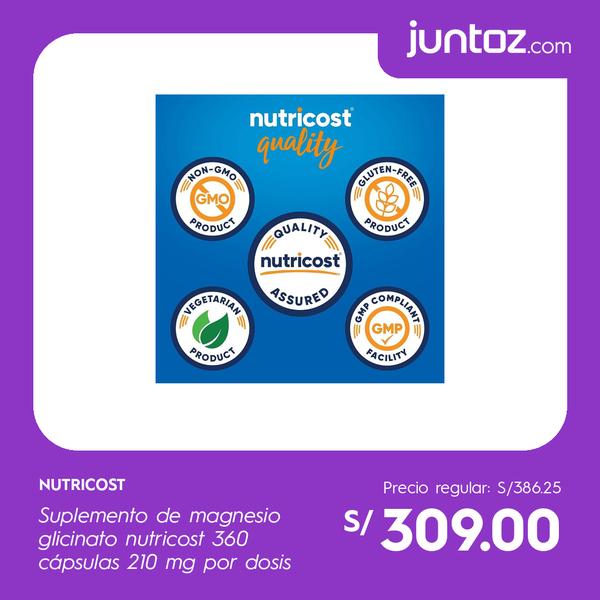 juntoz.com
nutricost®
quality
NON-GMO
GMO
PRODUCT
GLUTEN-FREE
PRODUCT
QUALITY
nutricost®
ASSURED
VEGETARIAN
PRODUCT
GMP COMPLIANT
GMP
FACILITY
NUTRICOST
Suplemento de magnesio
glicinato nutricost 360
cápsulas 210 mg por dosis
Precio regular: S/386.25
S/ 309.00